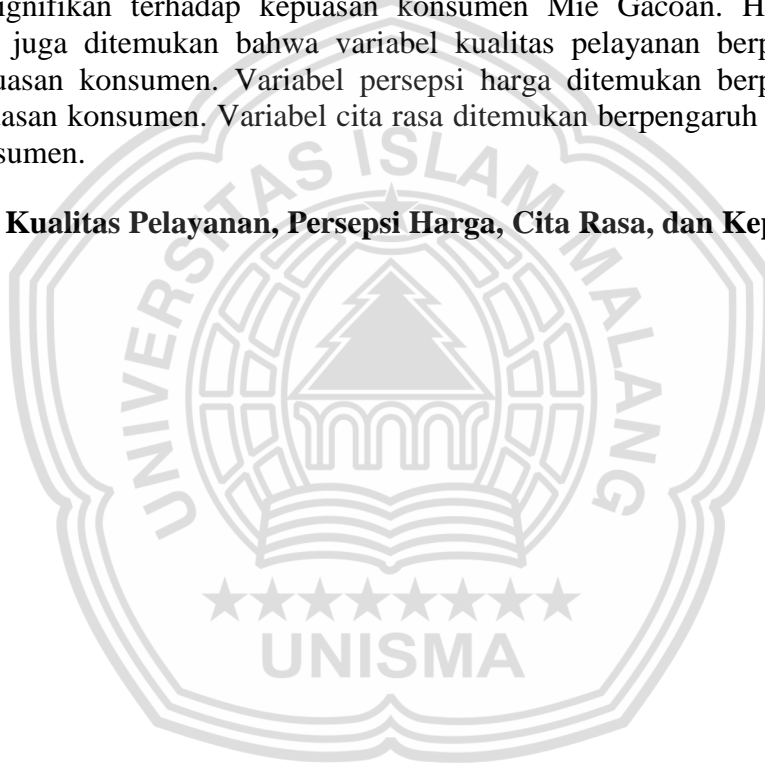 ignifikan terhadap kepuasan konsumen Mie Gacoan. H
juga ditemukan bahwa variabel kualitas pelayanan berp
uasan konsumen. Variabel persepsi harga ditemukan berp
asan konsumen. Variabel cita rasa ditemukan berpengaruh
sumen.
Kualitas Pelayanan, Persepsi Harga, Cita Rasa, dan Kep
UNIVERSITAS ISLAM MALANG
UNISMA